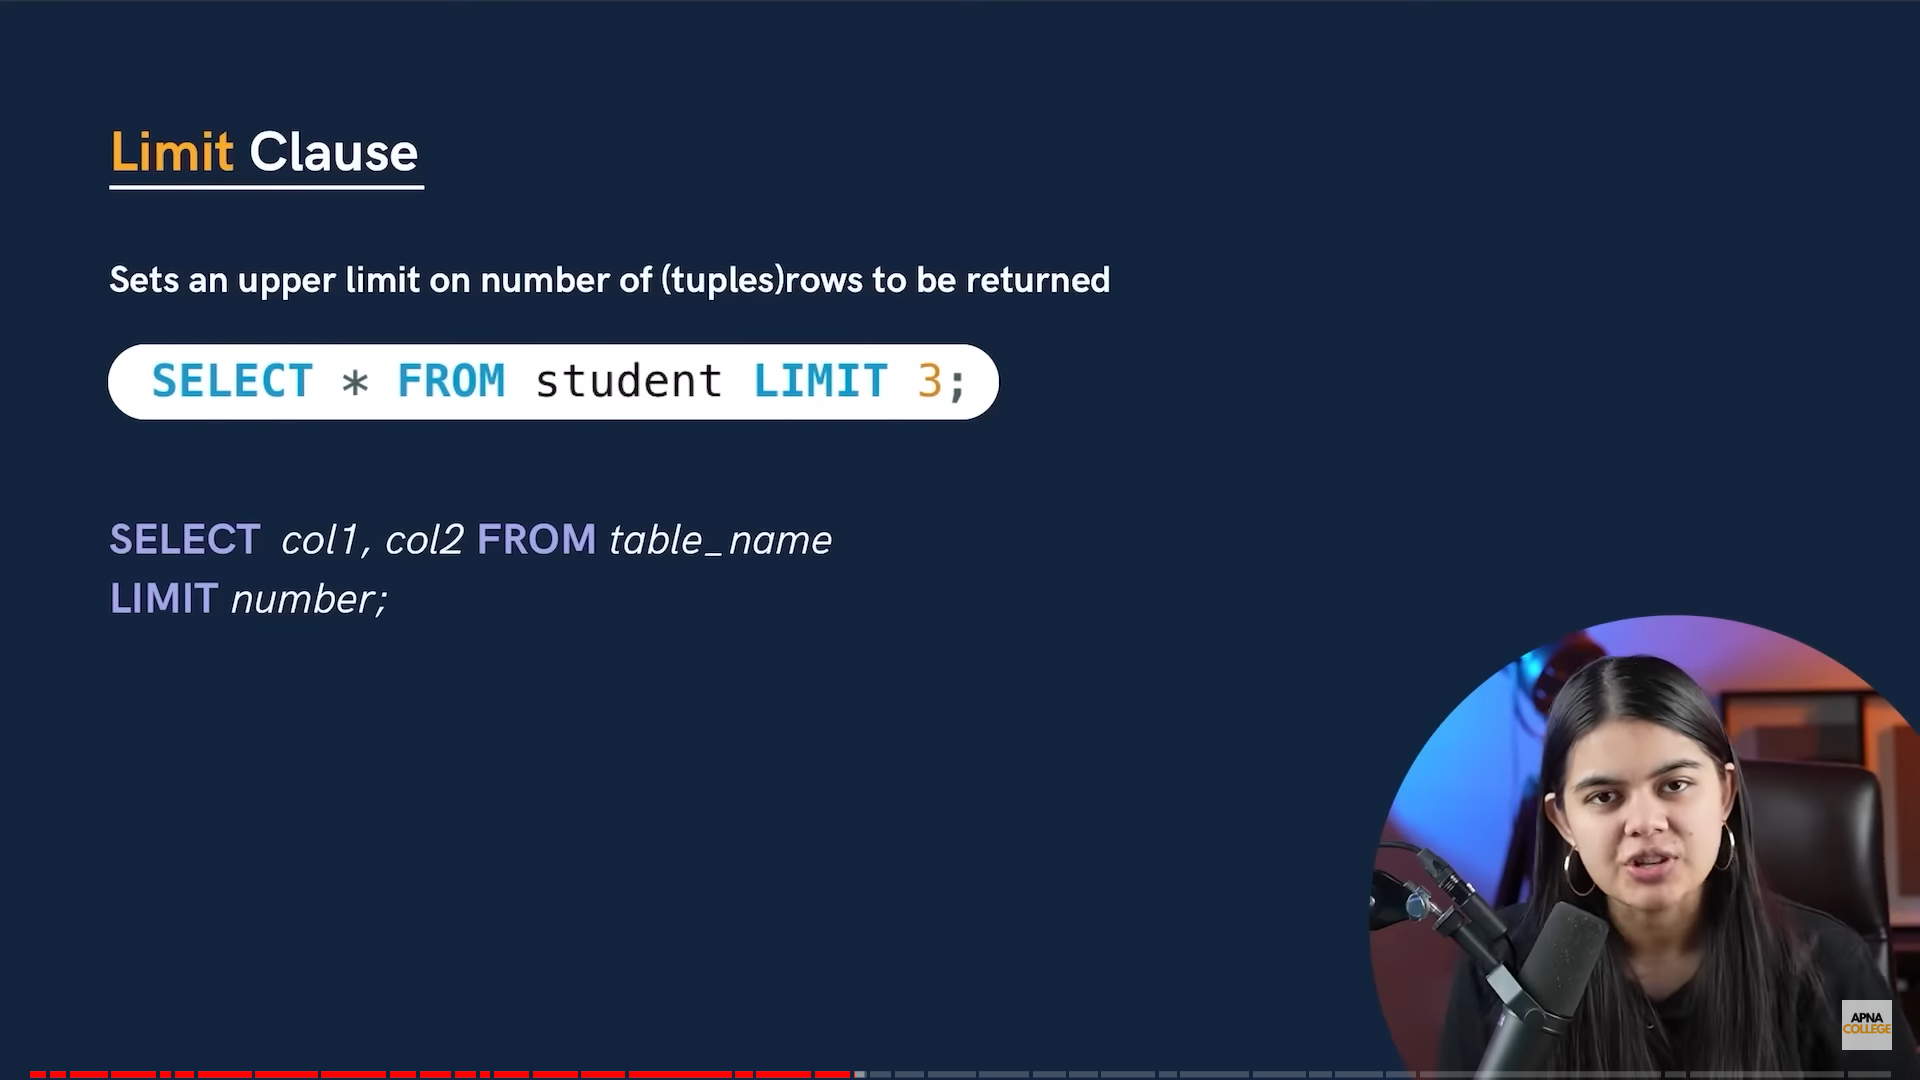 Limit Clause
Sets an upper limit on number of (tuples)rows to be returned
SELECT * FROM student LIMIT 3;
SELECT col1, col2 FROM table_name
LIMIT number;
APNA
COLLEGE